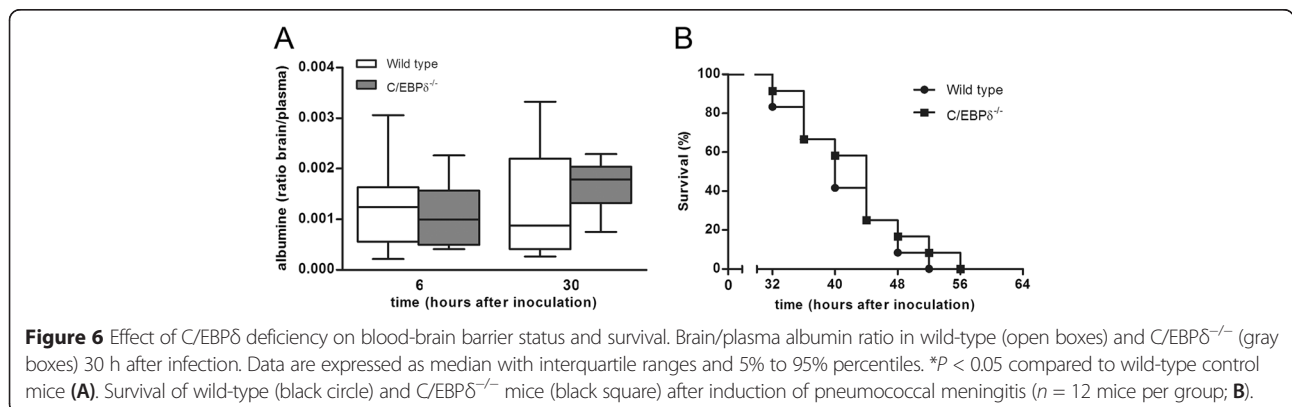 A
Wild type
C/EBPδ-/-
0.004
0.003
0.002
0.001
0.000
albumine (ratio brain/plasma)
6
30
time (hours after inoculation)
B
Wild type
C/EBPδ-/-
100
80
60
40
20
0
Survival (%)
0
32
40
48
56
64
time (hours after inoculation)
Figure 6 Effect of C/EBPδ deficiency on blood-brain barrier status and survival. Brain/plasma albumin ratio in wild-type (open boxes) and C/EBPδ−/− (gray
boxes) 30 h after infection. Data are expressed as median with interquartile ranges and 5% to 95% percentiles. *P < 0.05 compared to wild-type control
mice (A). Survival of wild-type (black circle) and C/EBPδ−/− mice (black square) after induction of pneumococcal meningitis (n = 12 mice per group; B).